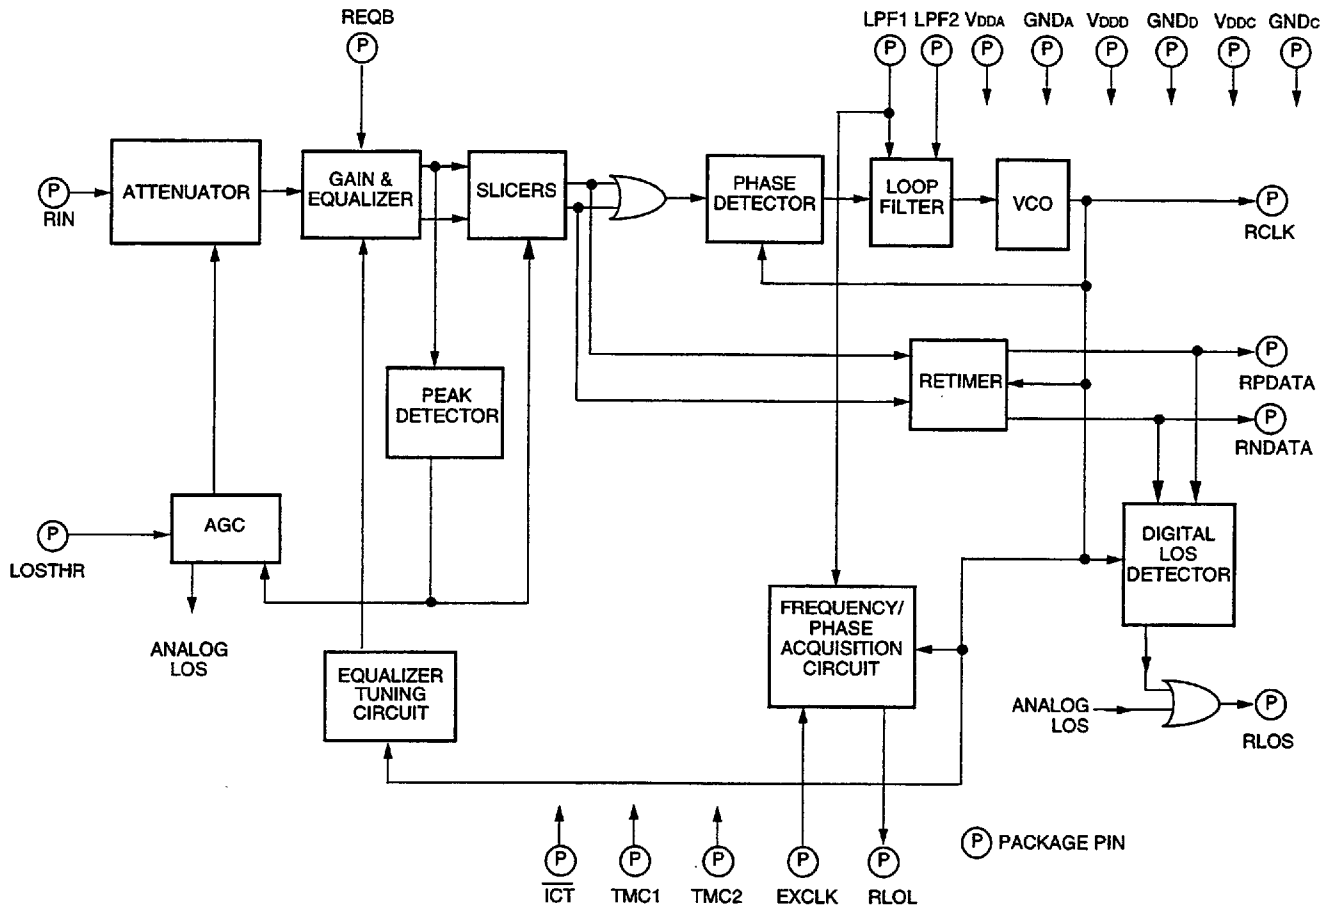 REQB
LPF1 LPF2 VDDA GNDA VDDD GNDD VDDC GNDC
P
P P P P P P P P
ATTENUATOR
GAIN &
EQUALIZER
SLICERS
PHASE
DETECTOR
LOOP
FILTER
VCO
P
RIN
P
RCLK
RETIMER
P
RPDATA
P
RNDATA
PEAK
DETECTOR
AGC
P
LOSTHR
ANALOG
LOS
DIGITAL
LOS
DETECTOR
FREQUENCY/
PHASE
ACQUISITION
CIRCUIT
EQUALIZER
TUNING
CIRCUIT
ANALOG
LOS
P
RLOS
P PACKAGE PIN
P P P P P
ICT TMC1 TMC2 EXCLK RLOL